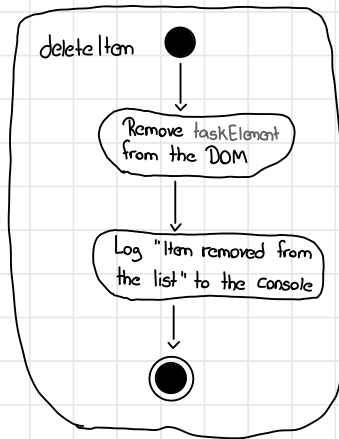 deleteItem
Remove taskElement
from the DOM
Log "Item removed from
the list" to the console